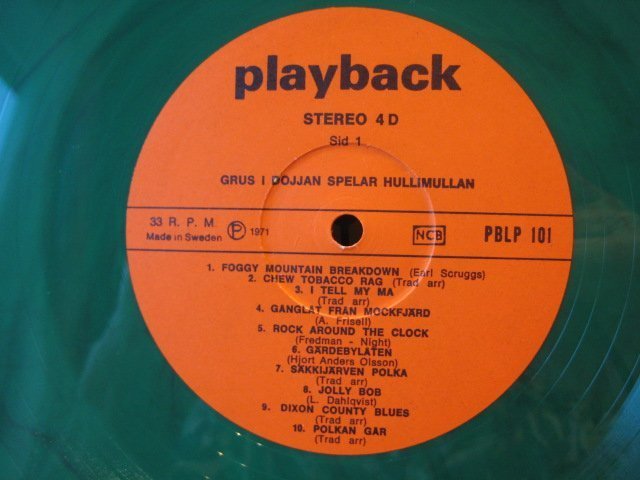 playback
STEREO 4 D
Sid 1
GRUS I DOJJAN SPELAR HULLIMULLAN
33 R. P. M.
Made in Sweden
P 1971
NCB
PBLP 101
1. FOGGY MOUNTAIN BREAKDOWN (Earl Scruggs)
2. CHEW TOBACCO RAG (Trad arr)
3. I TELL MY MA
(Trad arr)
4. GÅNGLÅT FRÅN MOCKFJÄRD
(A. Frisell)
5. ROCK AROUND THE CLOCK
(Fredman - Night)
6. GÄRDEBYLÅTEN
(Hjort Anders Olsson)
7. SÄKKIJÄRVEN POLKA
(Trad arr)
8. JOLLY BOB
(L. Dahlqvist)
9. DIXON COUNTY BLUES
(Trad arr)
10. POLKAN GÅR
(Trad arr)